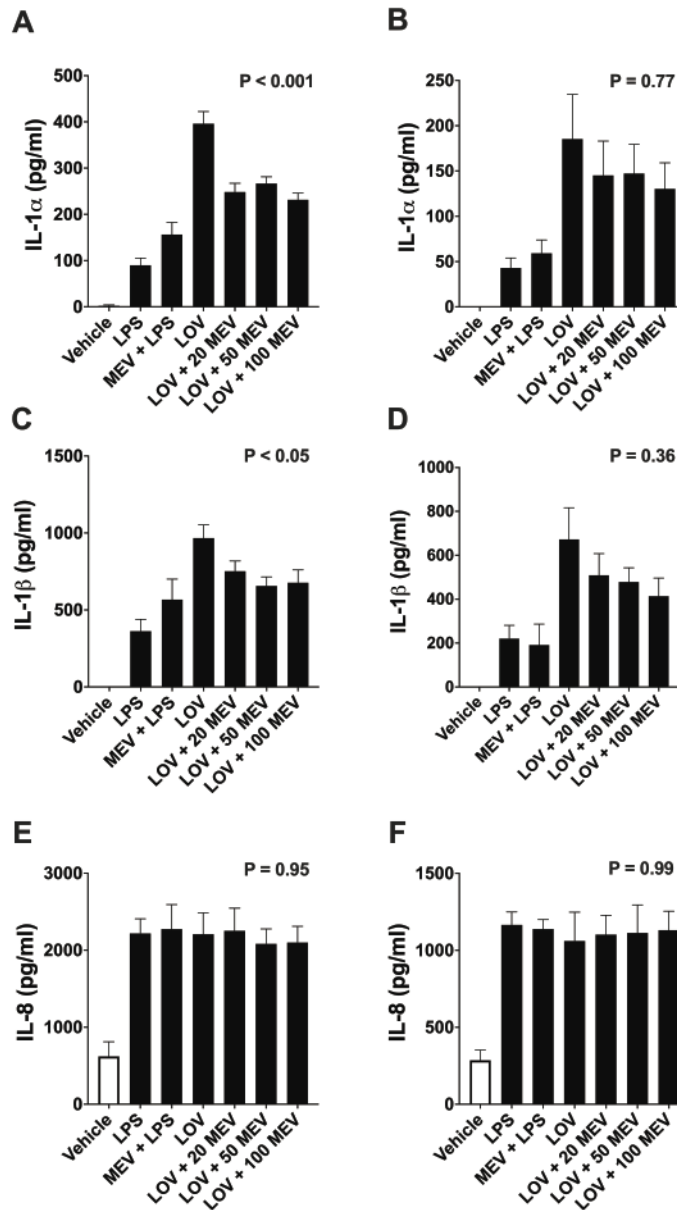 A
P < 0.001
IL-1α (pg/ml)
500
400
300
200
100
0
Vehicle
LPS
MEV + LPS
LOV
LOV + 20 MEV
LOV + 50 MEV
LOV + 100 MEV
B
P = 0.77
IL-1α (pg/ml)
250
200
150
100
50
0
Vehicle
LPS
MEV + LPS
LOV
LOV + 20 MEV
LOV + 50 MEV
LOV + 100 MEV
C
P < 0.05
IL-1β (pg/ml)
1500
1000
500
0
Vehicle
LPS
MEV + LPS
LOV
LOV + 20 MEV
LOV + 50 MEV
LOV + 100 MEV
D
P = 0.36
IL-1β (pg/ml)
1000
800
600
400
200
0
Vehicle
LPS
MEV + LPS
LOV
LOV + 20 MEV
LOV + 50 MEV
LOV + 100 MEV
E
P = 0.95
IL-8 (pg/ml)
3000
2000
1000
0
Vehicle
LPS
MEV + LPS
LOV
LOV + 20 MEV
LOV + 50 MEV
LOV + 100 MEV
F
P = 0.99
IL-8 (pg/ml)
1500
1000
500
0
Vehicle
LPS
MEV + LPS
LOV
LOV + 20 MEV
LOV + 50 MEV
LOV + 100 MEV